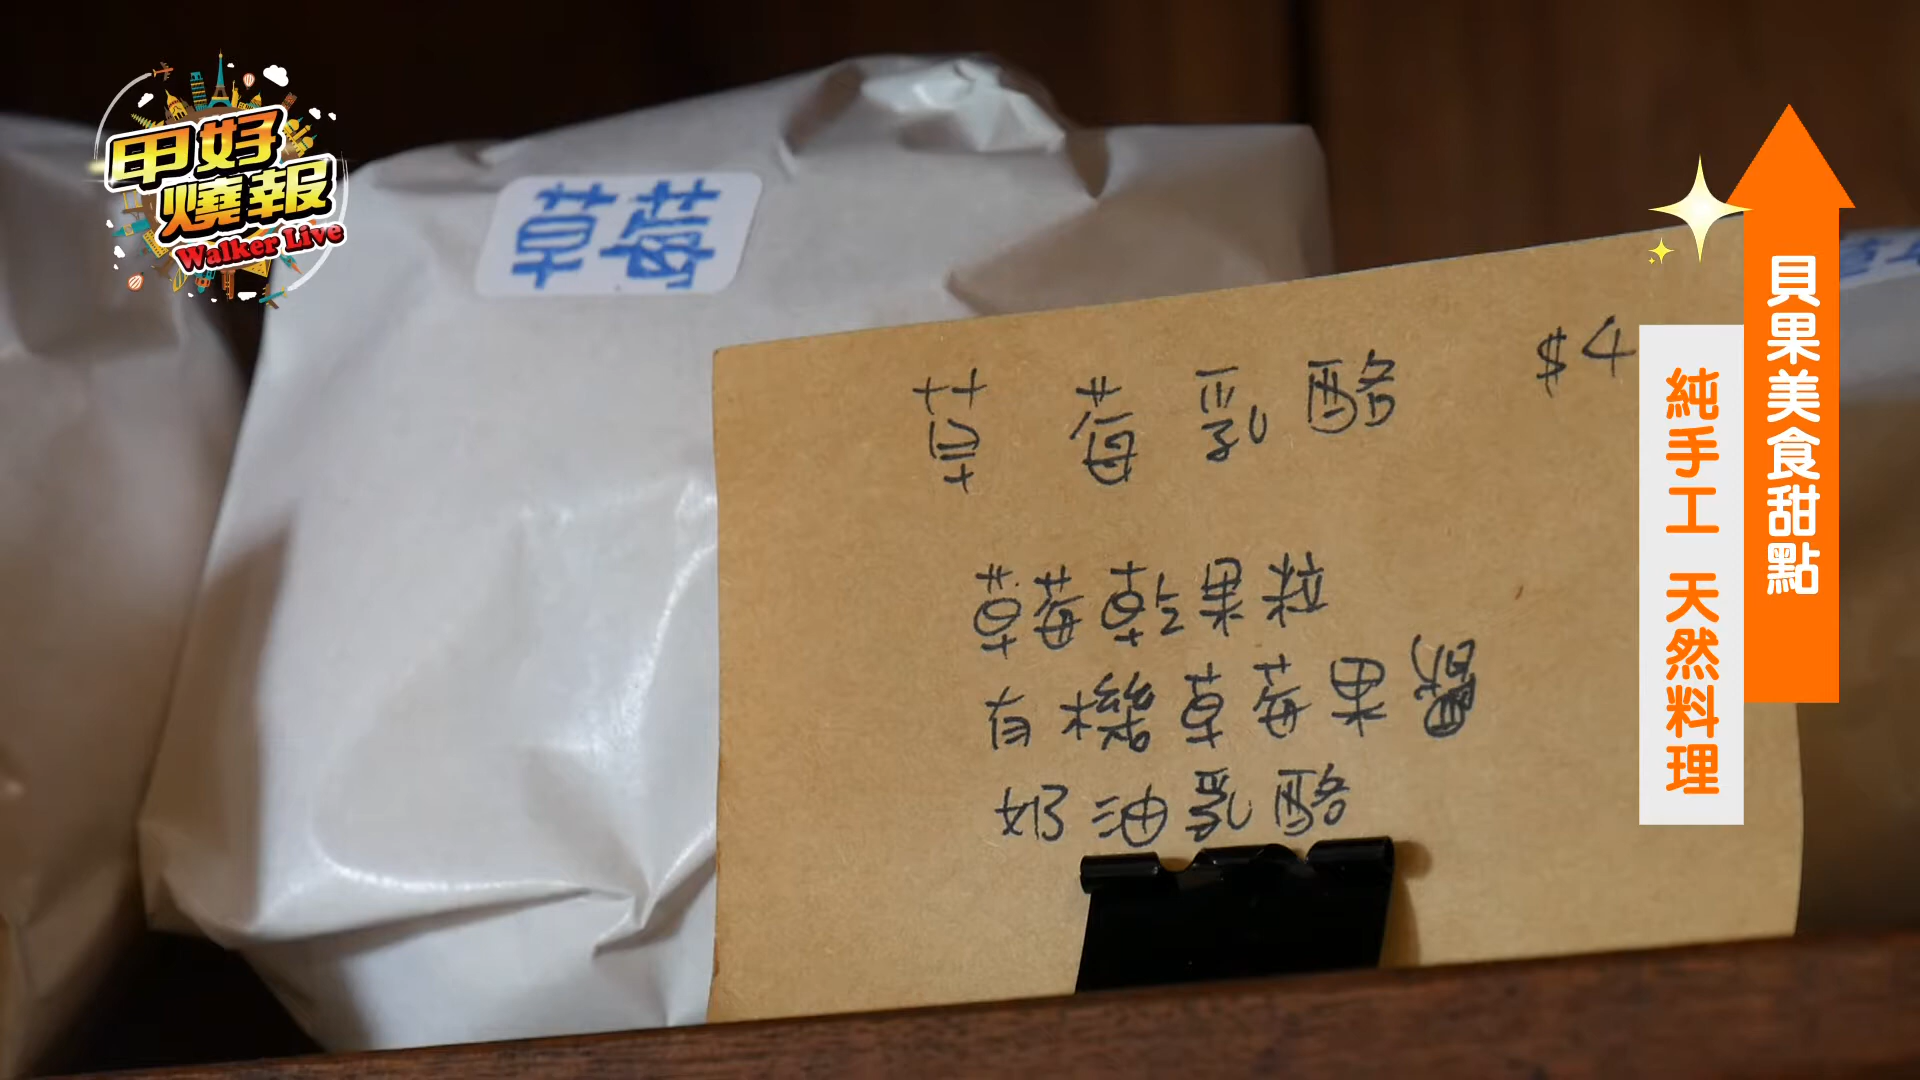 甲好
燒報
Walker Live
草莓
草莓乳酪 $4
草莓乾果粒
有機草莓果醬
奶油乳酪
貝果美食甜點
純手工 天然料理